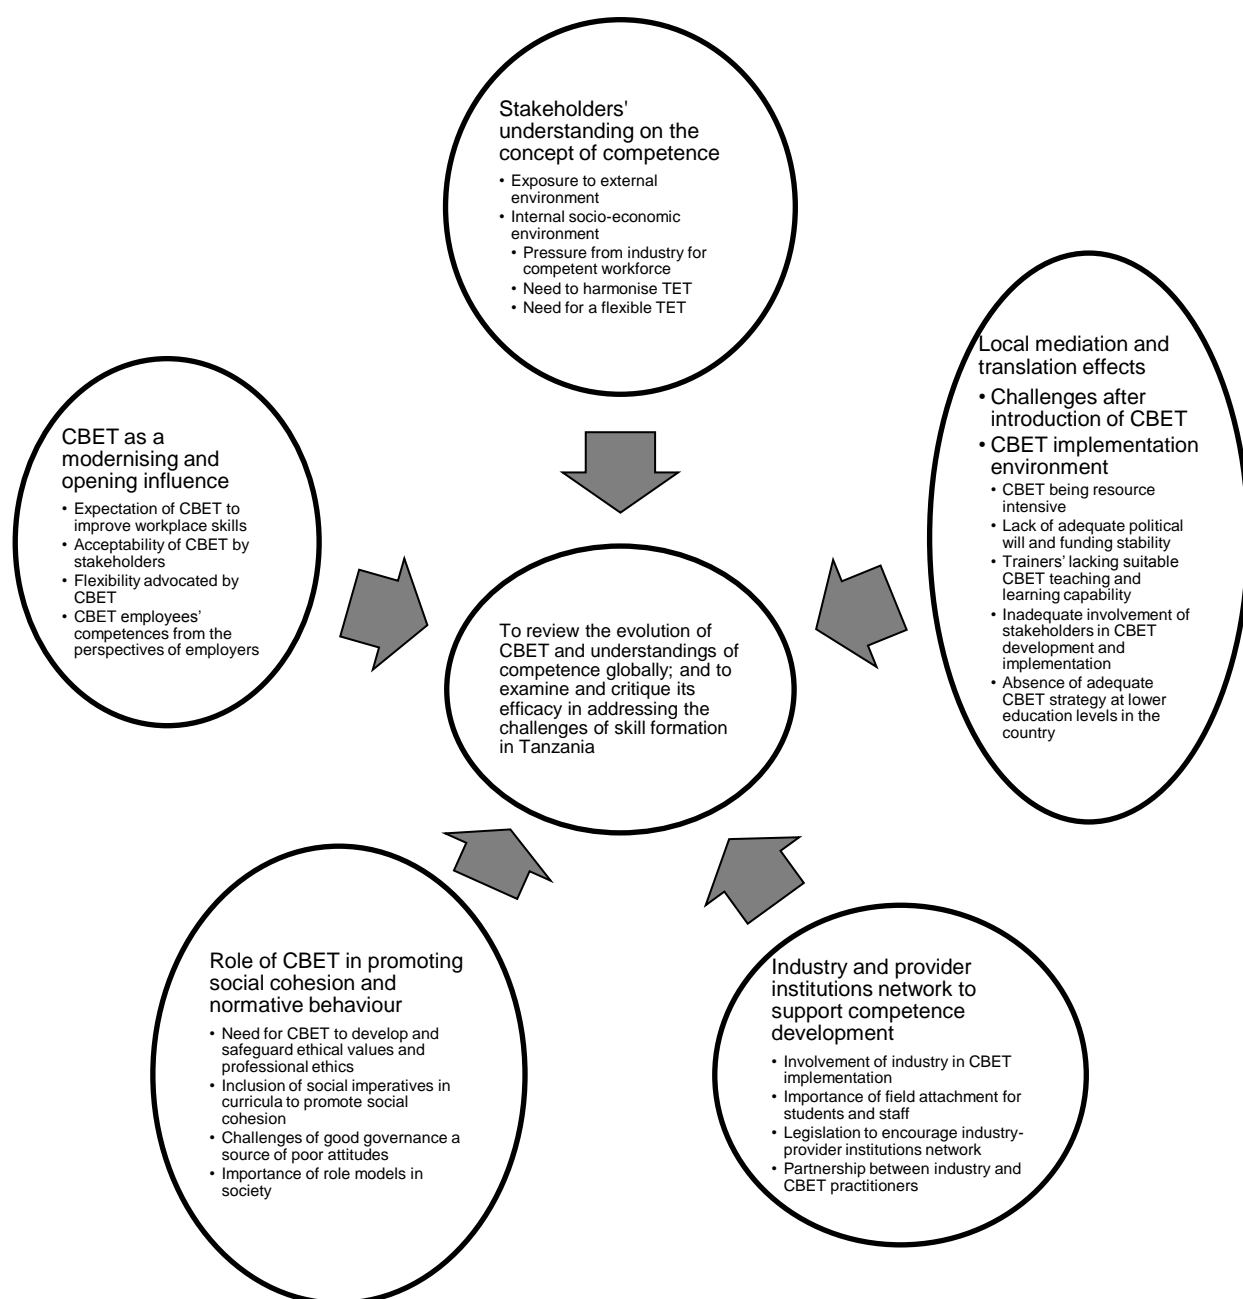 Stakeholders'
understanding on the
concept of competence
• Exposure to external
environment
• Internal socio-economic
environment
• Pressure from industry for
competent workforce
• Need to harmonise TET
• Need for a flexible TET
Local mediation and
translation effects
• Challenges after
introduction of CBET
• CBET implementation
environment
• CBET being resource
intensive
• Lack of adequate political
will and funding stability
• Trainers' lacking suitable
CBET teaching and
learning capability
• Inadequate involvement of
stakeholders in CBET
development and
implementation
• Absence of adequate
CBET strategy at lower
education levels in the
country
CBET as a
modernising and
opening influence
• Expectation of CBET to
improve workplace skills
• Acceptability of CBET by
stakeholders
• Flexibility advocated by
CBET
• CBET employees'
competences from the
perspectives of employers
To review the evolution of
CBET and understandings of
competence globally; and to
examine and critique its
efficacy in addressing the
challenges of skill formation
in Tanzania
Role of CBET in promoting
social cohesion and
normative behaviour
• Need for CBET to develop and
safeguard ethical values and
professional ethics
• Inclusion of social imperatives in
curricula to promote social
cohesion
• Challenges of good governance a
source of poor attitudes
• Importance of role models in
society
Industry and provider
institutions network to
support competence
development
• Involvement of industry in CBET
implementation
• Importance of field attachment for
students and staff
• Legislation to encourage industry-
provider institutions network
• Partnership between industry and
CBET practitioners